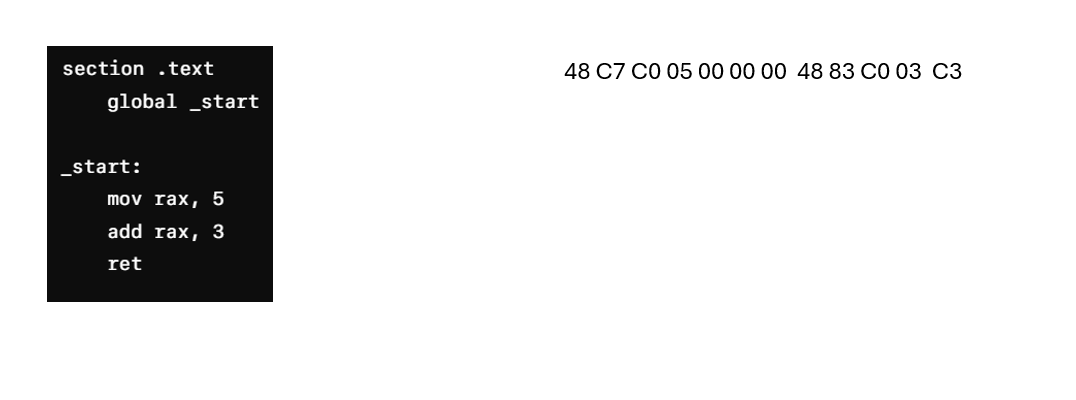 section .text
    global _start
_start:
    mov rax, 5
    add rax, 3
    ret
48 C7 C0 05 00 00 00  48 83 C0 03  C3